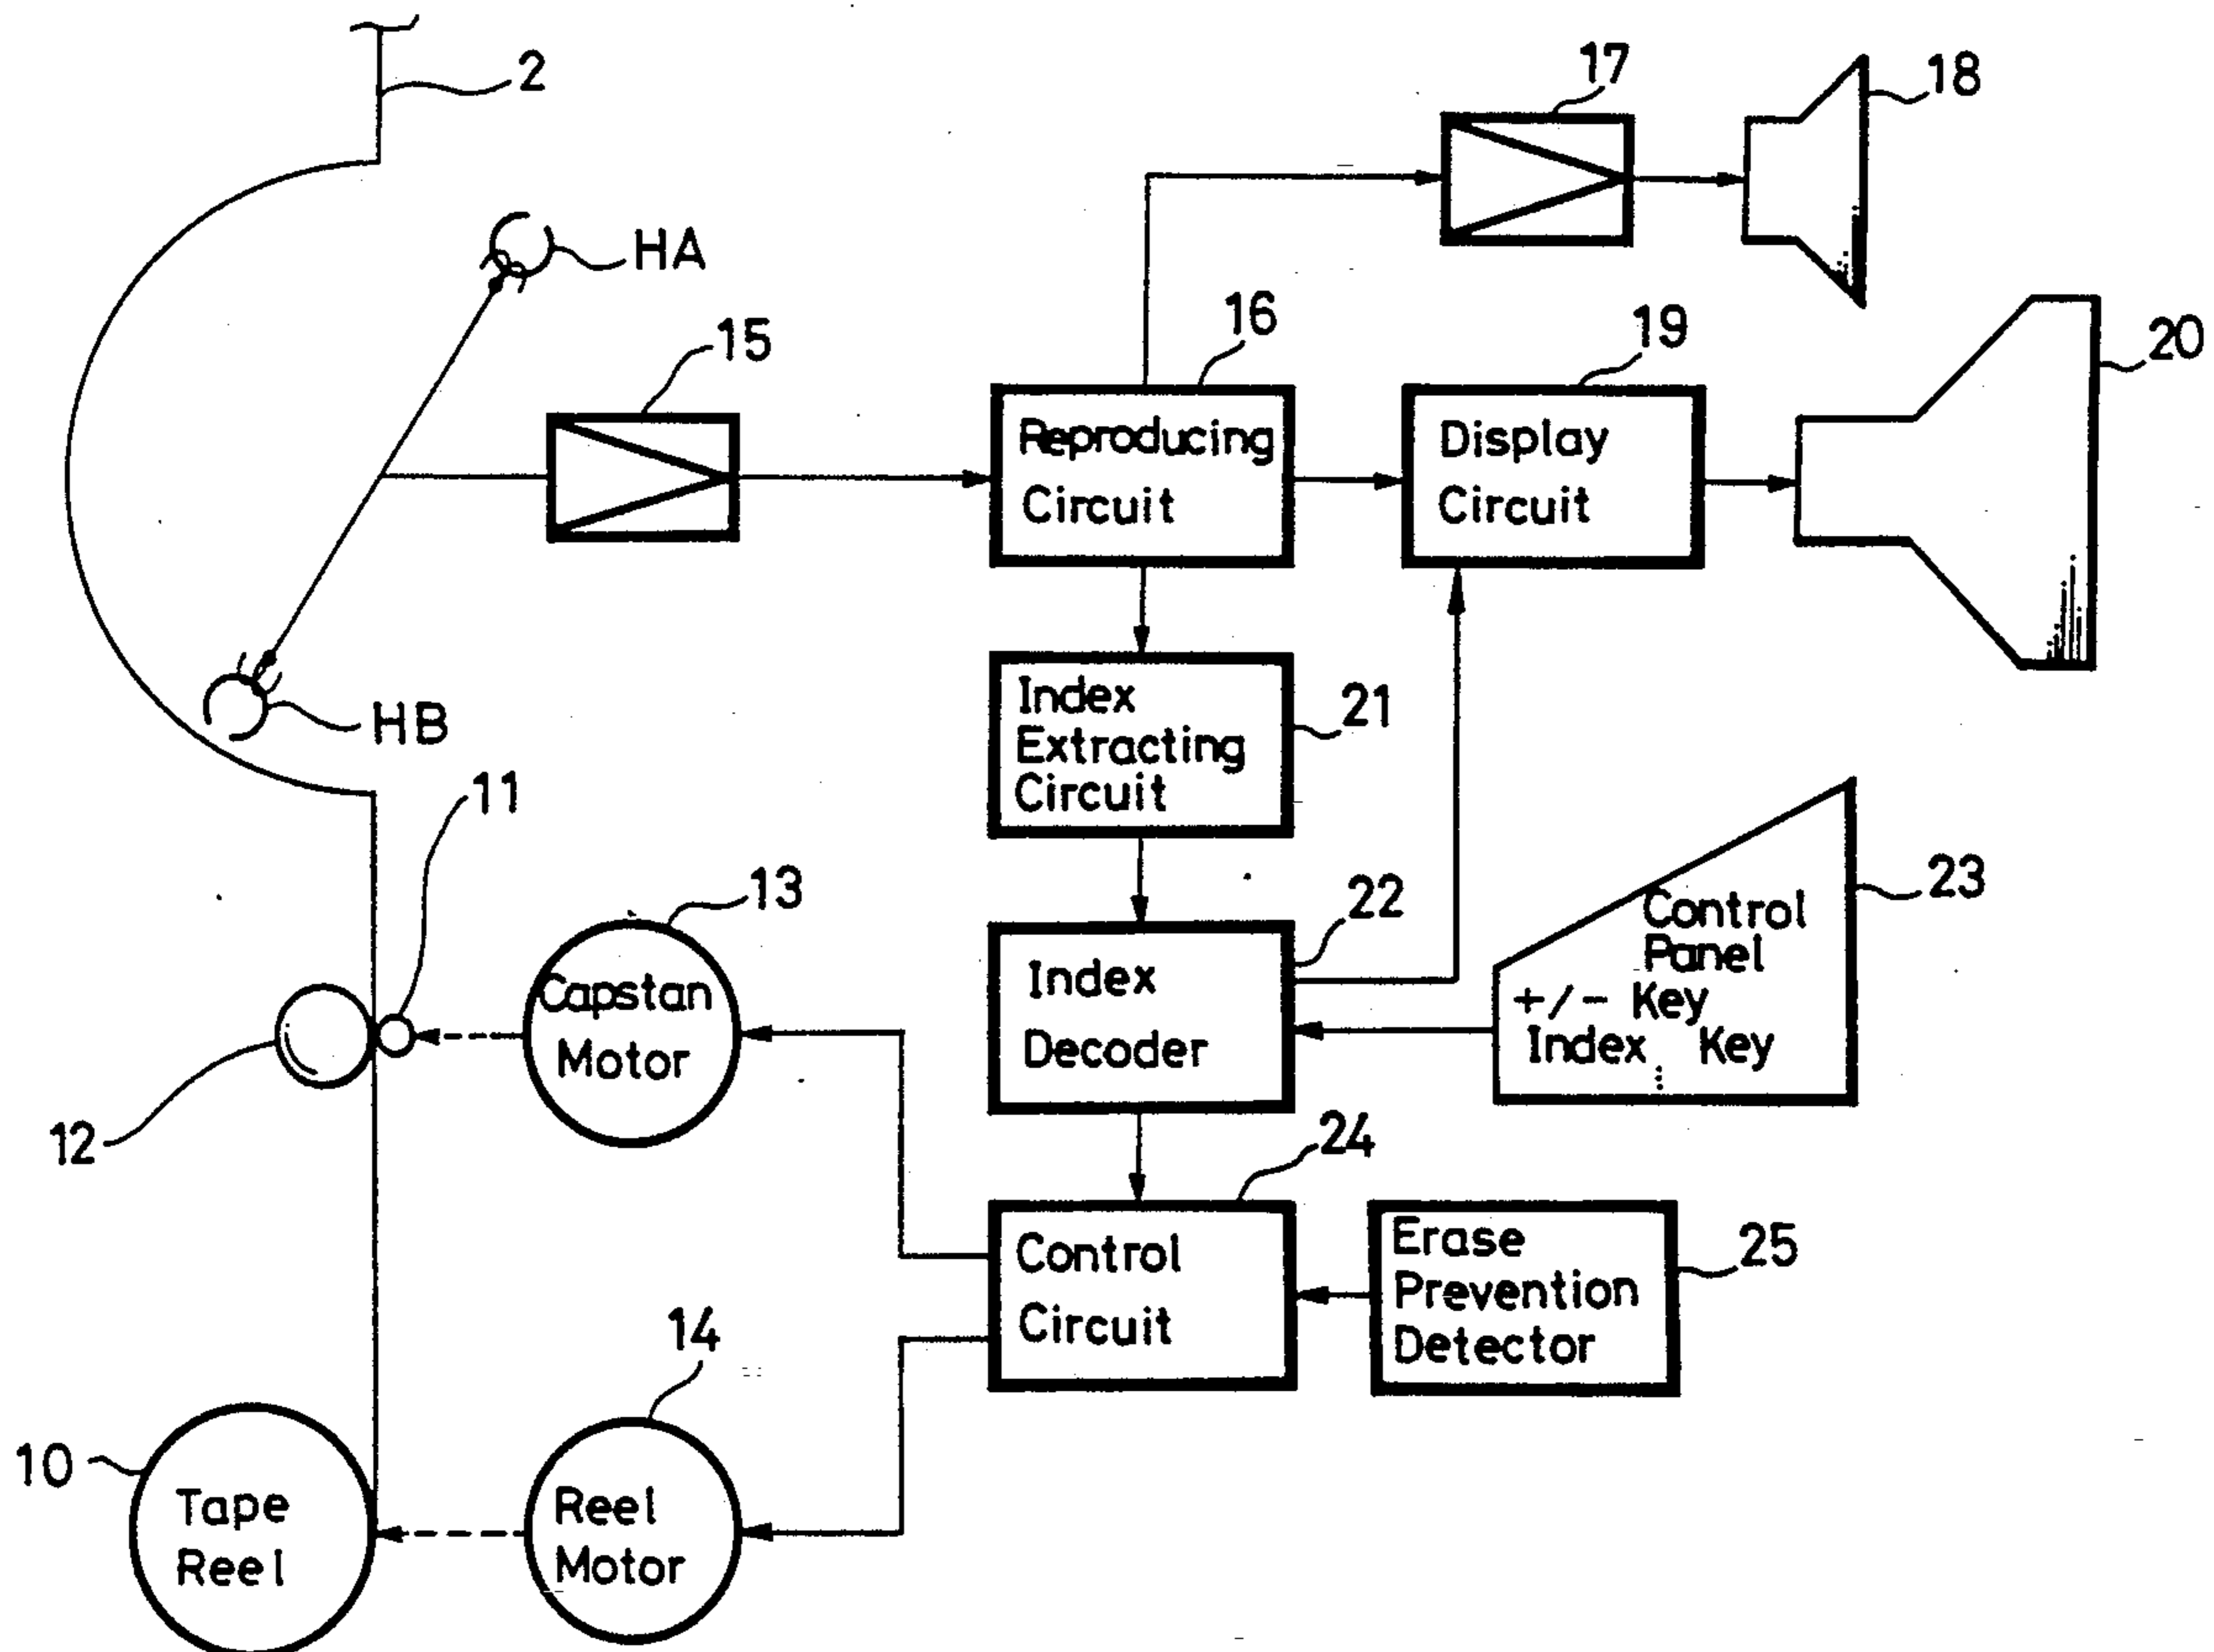 2
17
18
HA
15
16
19
20
Reproducing
Circuit
Display
Circuit
HB
Index
Extracting
Circuit
21
11
13
22
23
Capstan
Motor
Index
Decoder
Control
Panel
+/- Key
Index Key
12
24
Control
Circuit
Erase
Prevention
Detector
25
14
10
Tape
Reel
Reel
Motor